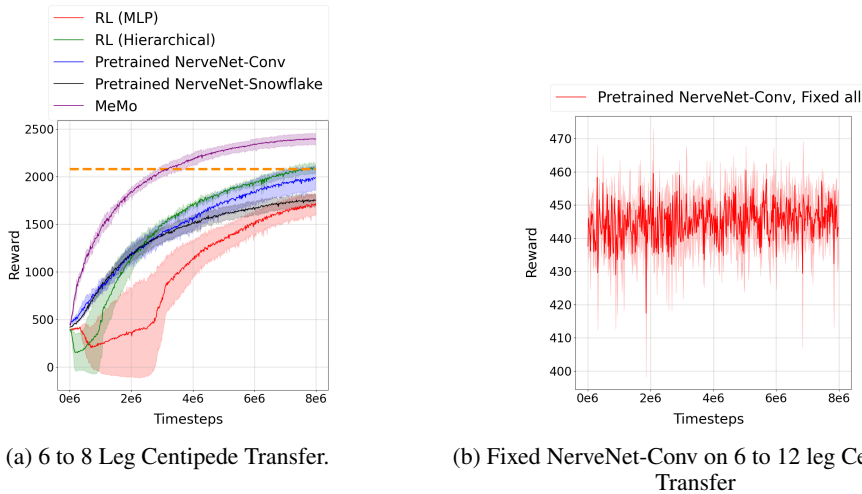 RL (MLP)
RL (Hierarchical)
Pretrained NerveNet-Conv
Pretrained NerveNet-Snowflake
MeMo
2500
2000
1500
1000
500
0
Reward
0e6 2e6 4e6 6e6 8e6
Timesteps
(a) 6 to 8 Leg Centipede Transfer.
Pretrained NerveNet-Conv, Fixed all
470
460
450
440
430
420
410
400
Reward
0e6 2e6 4e6 6e6 8e6
Timesteps
(b) Fixed NerveNet-Conv on 6 to 12 leg Ce
Transfer